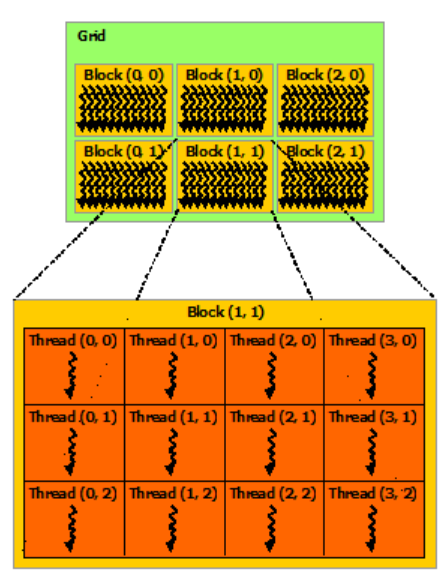 Grid
Block (0, 0) Block (1, 0) Block (2, 0)
Block (0, 1) Block (1, 1) Block (2, 1)
Block (1, 1)
Thread (0, 0) Thread (1, 0) Thread (2, 0) Thread (3, 0)
Thread (0, 1) Thread (1, 1) Thread (2, 1) Thread (3, 1)
Thread (0, 2) Thread (1, 2) Thread (2, 2) Thread (3, 2)